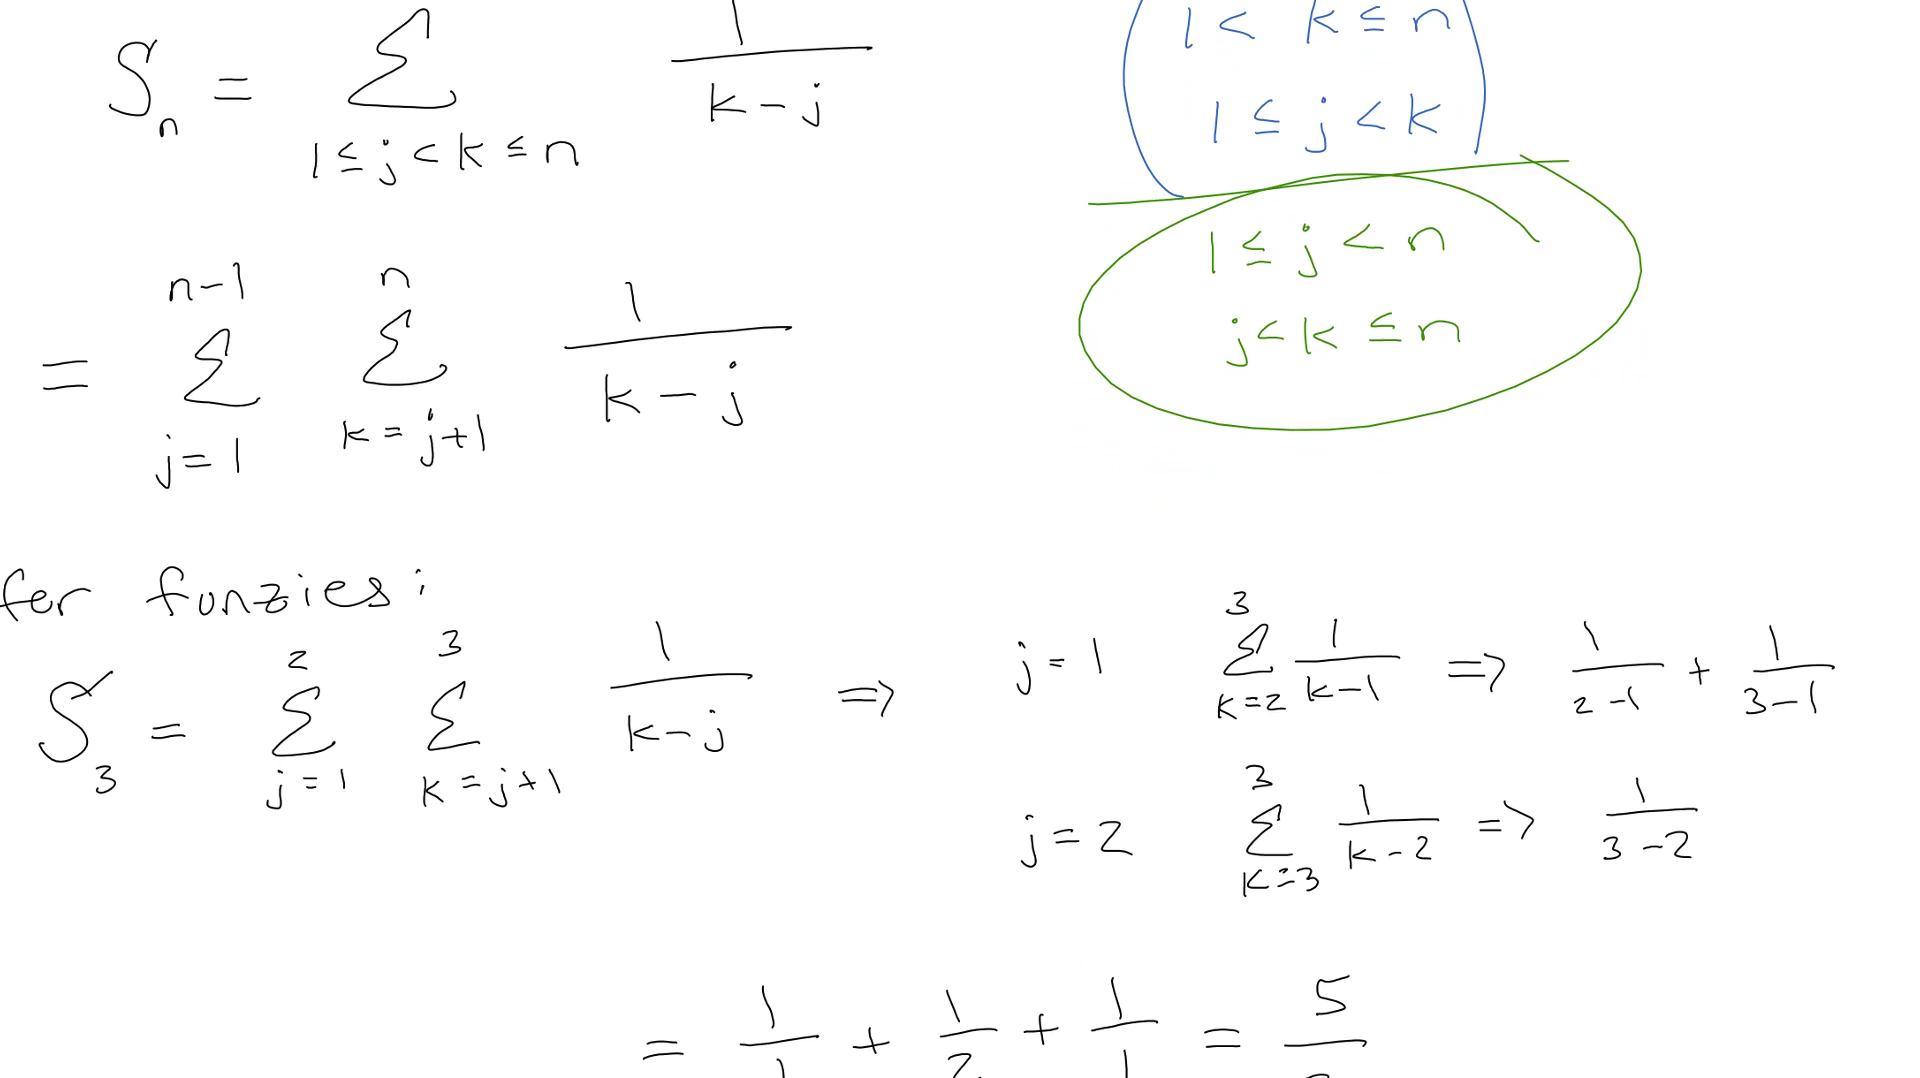 S_n = Σ_{1≤j<k≤n} 1/(k-j)
1 < k ≤ n
1 ≤ j < k
1 ≤ j < n
j < k ≤ n
= Σ_{j=1}^{n-1} Σ_{k=j+1}^{n} 1/(k-j)
fer funzies:
S_3 = Σ_{j=1}^{2} Σ_{k=j+1}^{3} 1/(k-j) => j=1 Σ_{k=2}^{3} 1/(k-1) => 1/(2-1) + 1/(3-1)
j=2 Σ_{k=3}^{3} 1/(k-2) => 1/(3-2)
= 1/1 + 1/2 + 1/1 = 5/